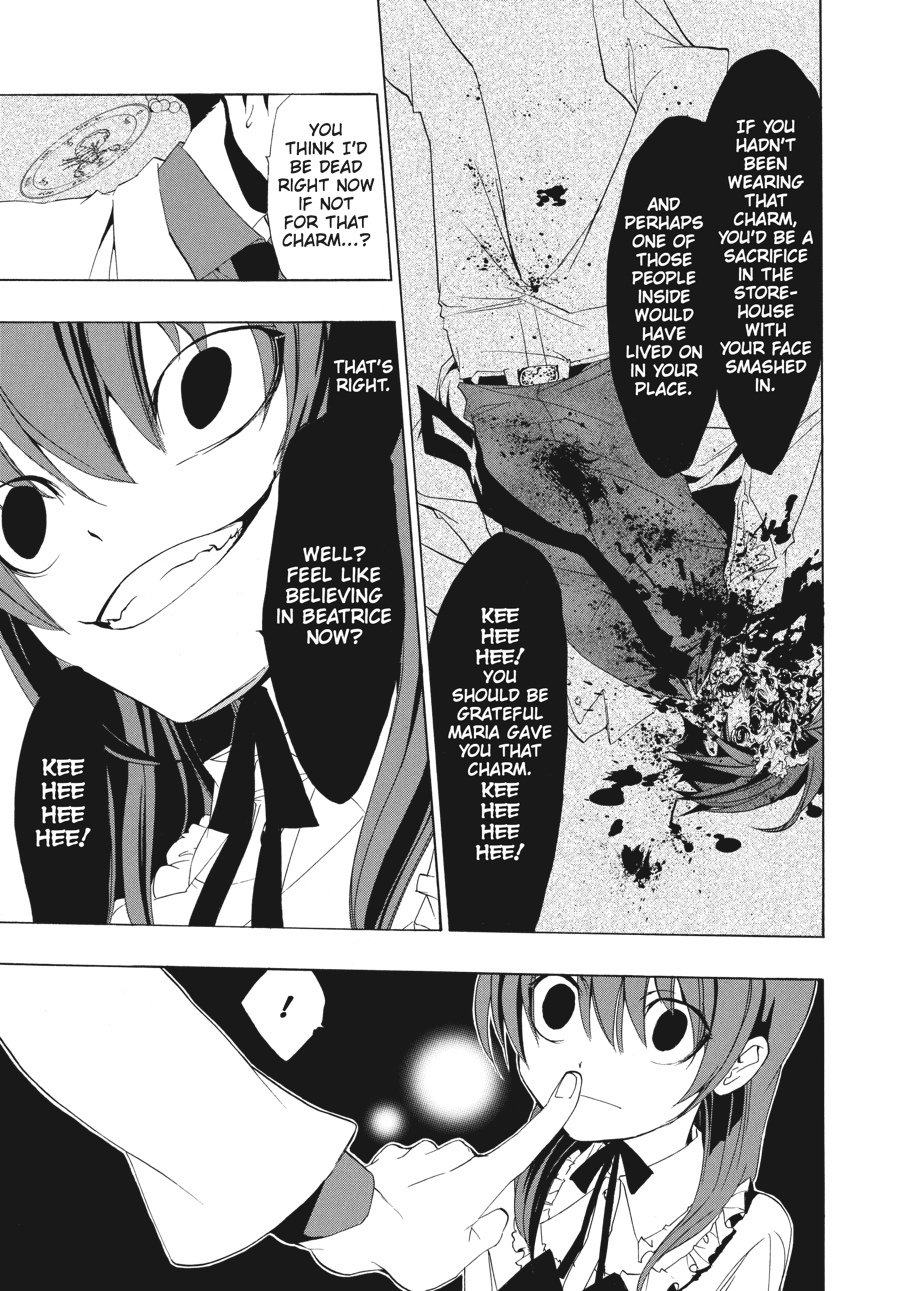 IF YOU
HADN'T
BEEN
WEARING
THAT
CHARM,
YOU'D BE A
SACRIFICE
IN THE
STORE-
HOUSE
WITH
YOUR FACE
SMASHED
IN.
AND
PERHAPS
ONE OF
THOSE
PEOPLE
INSIDE
WOULD
HAVE
LIVED ON
IN YOUR
PLACE.
KEE
HEE
HEE!
YOU
SHOULD BE
GRATEFUL
MARIA GAVE
YOU THAT
CHARM.
KEE
HEE
HEE
HEE!
YOU
THINK I'D
BE DEAD
RIGHT NOW
IF NOT
FOR THAT
CHARM...?
THAT'S
RIGHT.
WELL?
FEEL LIKE
BELIEVING
IN BEATRICE
NOW?
KEE
HEE
HEE
HEE!
!